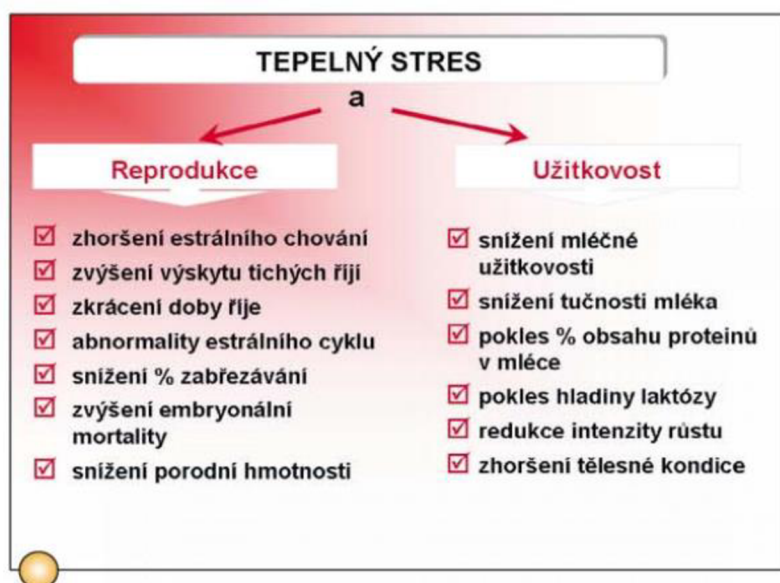 TEPELNÝ STRES
a
Reprodukce
zhoršení estrálního chování
zvýšení výskytu tichých říjí
zkrácení doby říje
abnormality estrálního cyklu
snížení % zabřezávání
zvýšení embryonální
mortality
snížení porodní hmotnosti
Užitkovost
snížení mléčné
užitkovosti
snížení tučnosti mléka
pokles % obsahu proteinů
v mléce
pokles hladiny laktózy
redukce intenzity růstu
zhoršení tělesné kondice